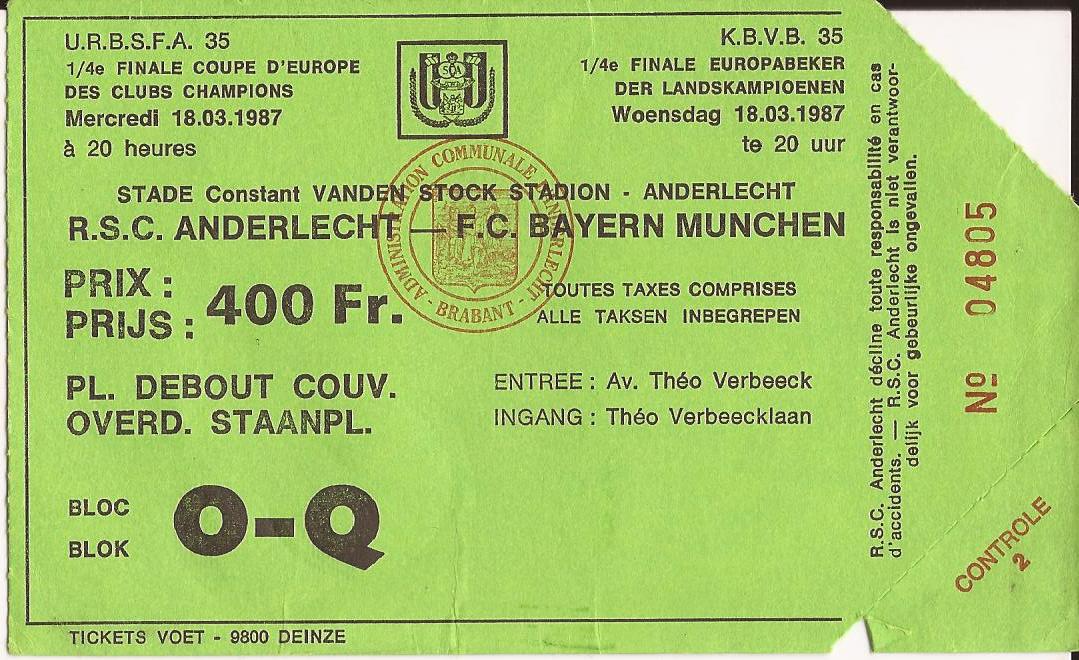 U.R.B.S.F.A. 35
1/4e FINALE COUPE D'EUROPE
DES CLUBS CHAMPIONS
Mercredi 18.03.1987
à 20 heures
K.B.V.B. 35
1/4e FINALE EUROPABEKER
DER LANDSKAMPIOENEN
Woensdag 18.03.1987
te 20 uur
SCA
STADE Constant VANDEN STOCK STADION - ANDERLECHT
R.S.C. ANDERLECHT — F.C. BAYERN MUNCHEN
ADMINISTRATION COMMUNALE D'ANDERLECHT - BRABANT -
PRIX :
PRIJS :
400 Fr.
TOUTES TAXES COMPRISES
ALLE TAKSEN INBEGREPEN
PL. DEBOUT COUV.
OVERD. STAANPL.
ENTREE : Av. Théo Verbeeck
INGANG : Théo Verbeecklaan
BLOC
BLOK
O-Q
TICKETS VOET - 9800 DEINZE
R.S.C. Anderlecht décline toute responsabilité en cas
d'accidents. — R.S.C. Anderlecht is niet verantwoor-
delijk voor gebeurlijke ongevallen.
Nº 04805
CONTROLE
2